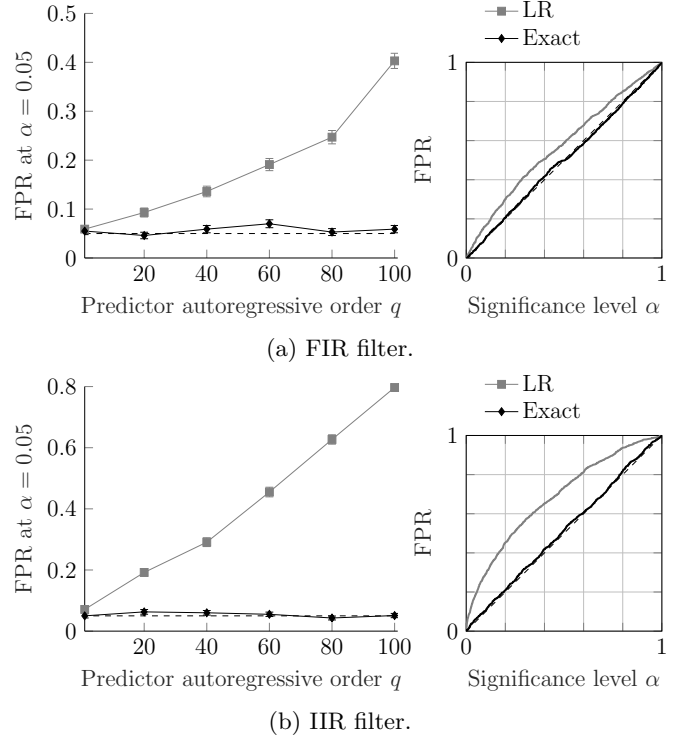 0.5
0.4
0.3
0.2
0.1
0
FPR at α = 0.05
20 40 60 80 100
Predictor autoregressive order q
LR
Exact
1
FPR
0
0 1
Significance level α
(a) FIR filter.
0.8
0.6
0.4
0.2
0
FPR at α = 0.05
20 40 60 80 100
Predictor autoregressive order q
LR
Exact
1
FPR
0
0 1
Significance level α
(b) IIR filter.